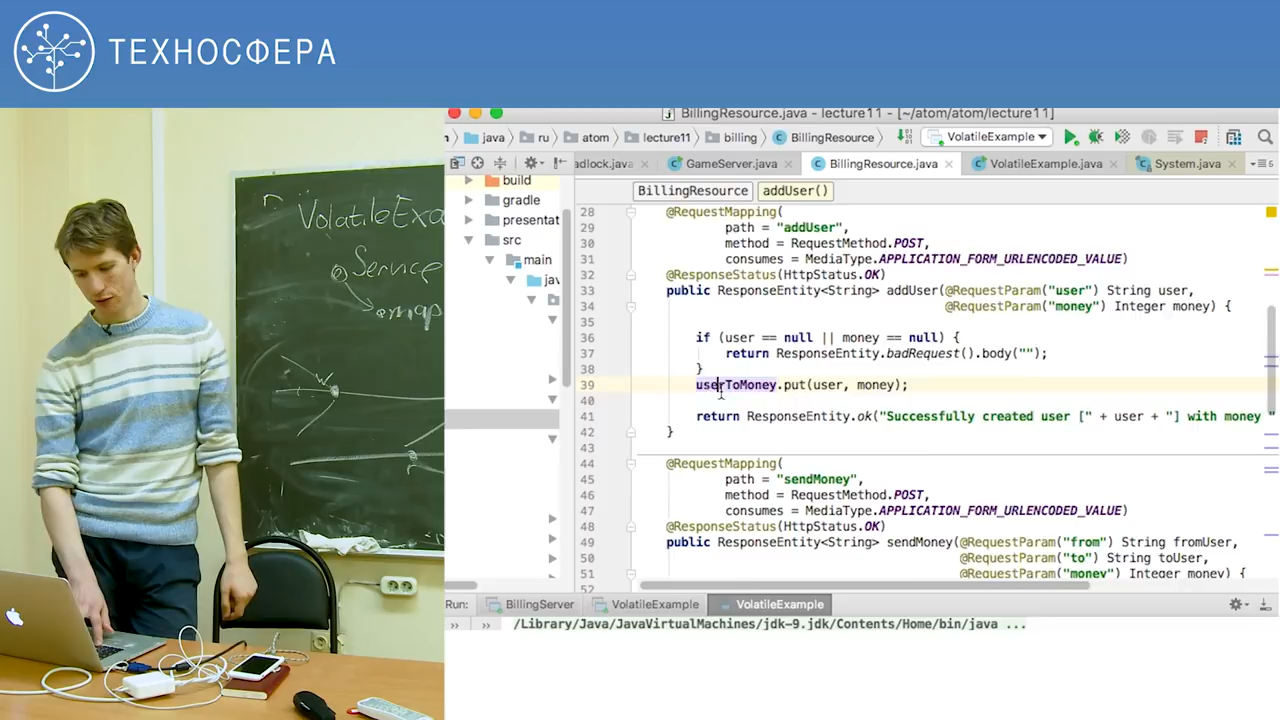 ТЕХНОСФЕРА
BillingResource.java - lecture11 - [~/atom/atom/lecture11]
java ru atom lecture11 billing BillingResource VolatileExample
adlock.java GameServer.java BillingResource.java VolatileExample.java System.java
BillingResource addUser()
build
gradle
presentat
src
main
jav
28 @RequestMapping(
29 path = "addUser",
30 method = RequestMethod.POST,
31 consumes = MediaType.APPLICATION_FORM_URLENCODED_VALUE)
32 @ResponseStatus(HttpStatus.OK)
33 public ResponseEntity<String> addUser(@RequestParam("user") String user,
34 @RequestParam("money") Integer money) {
35
36 if (user == null || money == null) {
37 return ResponseEntity.badRequest().body("");
38 }
39 userToMoney.put(user, money);
40
41 return ResponseEntity.ok("Successfully created user [" + user + "] with money "
42 }
43
44 @RequestMapping(
45 path = "sendMoney",
46 method = RequestMethod.POST,
47 consumes = MediaType.APPLICATION_FORM_URLENCODED_VALUE)
48 @ResponseStatus(HttpStatus.OK)
49 public ResponseEntity<String> sendMoney(@RequestParam("from") String fromUser,
50 @RequestParam("to") String toUser,
51 @RequestParam("money") Integer money) {
52
Run: BillingServer VolatileExample VolatileExample
/Library/Java/JavaVirtualMachines/jdk-9.jdk/Contents/Home/bin/java ...
VolatileExa
Service
map
w
r